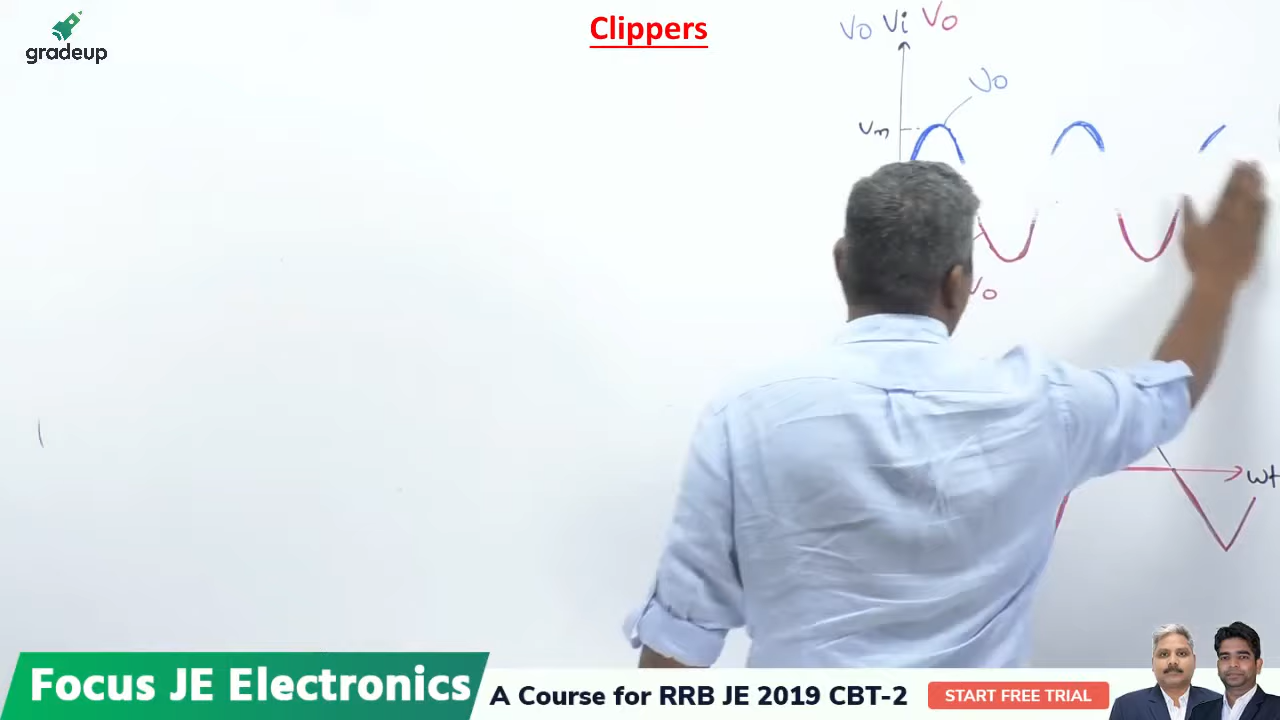 gradeup
Clippers
Vo Vi Vo
Vo
Vm
Vo
wt
Focus JE Electronics
A Course for RRB JE 2019 CBT-2
START FREE TRIAL